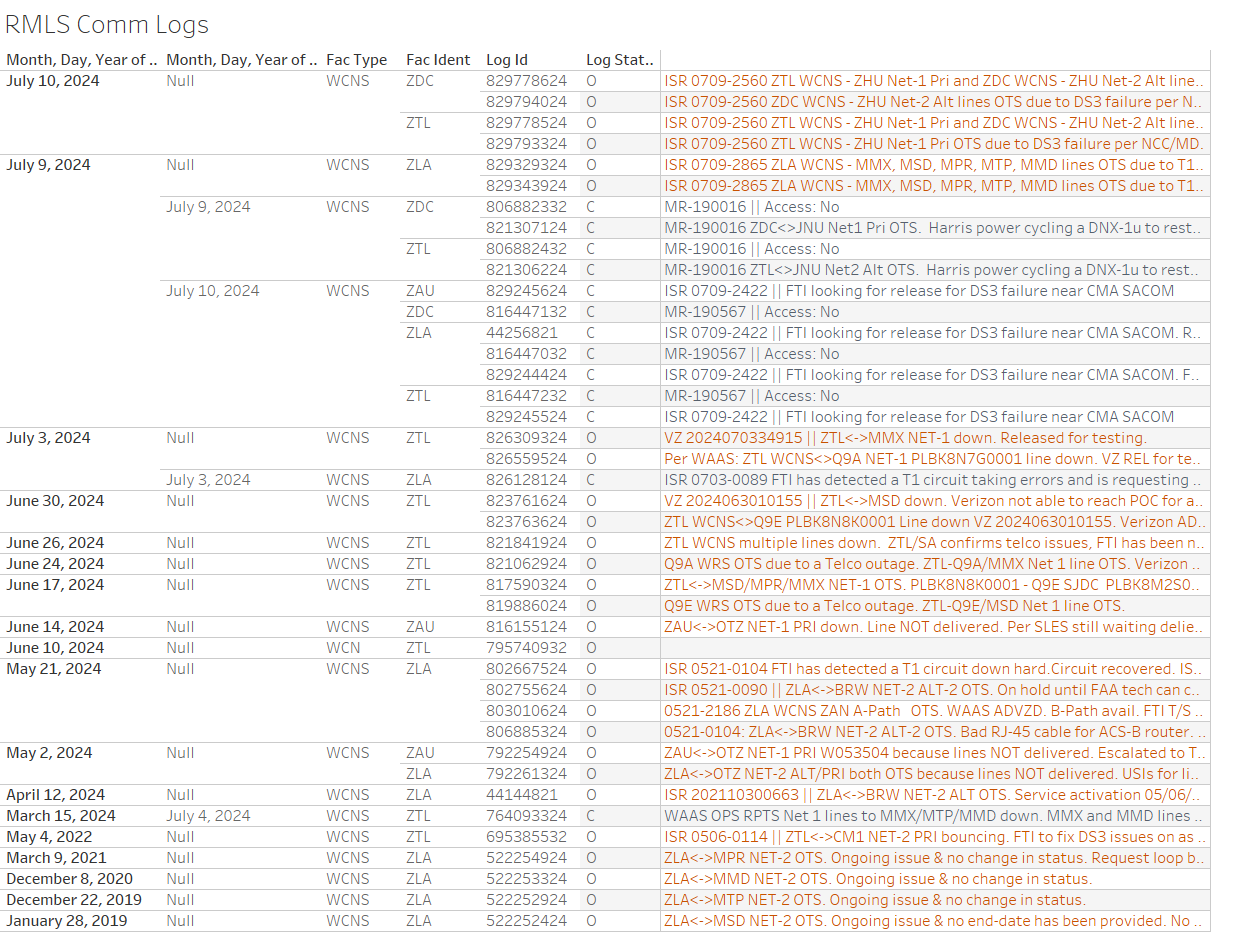 RMLS Comm Logs
Month, Day, Year of .. Month, Day, Year of .. Fac Type Fac Ident Log Id Log Stat..
July 10, 2024 Null WCNS ZDC 829778624 O ISR 0709-2560 ZTL WCNS - ZHU Net-1 Pri and ZDC WCNS - ZHU Net-2 Alt line..
829794024 O ISR 0709-2560 ZDC WCNS - ZHU Net-2 Alt lines OTS due to DS3 failure per N..
ZTL 829778524 O ISR 0709-2560 ZTL WCNS - ZHU Net-1 Pri and ZDC WCNS - ZHU Net-2 Alt line..
829793324 O ISR 0709-2560 ZTL WCNS - ZHU Net-1 Pri OTS due to DS3 failure per NCC/MD.
July 9, 2024 Null WCNS ZLA 829329324 O ISR 0709-2865 ZLA WCNS - MMX, MSD, MPR, MTP, MMD lines OTS due to T1..
829343924 O ISR 0709-2865 ZLA WCNS - MMX, MSD, MPR, MTP, MMD lines OTS due to T1..
July 9, 2024 WCNS ZDC 806882332 C MR-190016 || Access: No
821307124 C MR-190016 ZDC<>JNU Net1 Pri OTS. Harris power cycling a DNX-1u to rest..
ZTL 806882432 C MR-190016 || Access: No
821306224 C MR-190016 ZTL<>JNU Net2 Alt OTS. Harris power cycling a DNX-1u to rest..
July 10, 2024 WCNS ZAU 829245624 C ISR 0709-2422 || FTI looking for release for DS3 failure near CMA SACOM
ZDC 816447132 C MR-190567 || Access: No
ZLA 44256821 C ISR 0709-2422 || FTI looking for release for DS3 failure near CMA SACOM. R..
816447032 C MR-190567 || Access: No
829244424 C ISR 0709-2422 || FTI looking for release for DS3 failure near CMA SACOM. F..
ZTL 816447232 C MR-190567 || Access: No
829245524 C ISR 0709-2422 || FTI looking for release for DS3 failure near CMA SACOM
July 3, 2024 Null WCNS ZTL 826309324 O VZ 2024070334915 || ZTL<->MMX NET-1 down. Released for testing.
826559524 O Per WAAS: ZTL WCNS<>Q9A NET-1 PLBK8N7G0001 line down. VZ REL for te..
July 3, 2024 WCNS ZLA 826128124 C ISR 0703-0089 FTI has detected a T1 circuit taking errors and is requesting ..
June 30, 2024 Null WCNS ZTL 823761624 O VZ 2024063010155 || ZTL<->MSD down. Verizon not able to reach POC for a..
823763624 O ZTL WCNS<>Q9E PLBK8N8K0001 Line down VZ 2024063010155. Verizon AD..
June 26, 2024 Null WCNS ZTL 821841924 O ZTL WCNS multiple lines down. ZTL/SA confirms telco issues, FTI has been n..
June 24, 2024 Null WCNS ZTL 821062924 O Q9A WRS OTS due to a Telco outage. ZTL-Q9A/MMX Net 1 line OTS. Verizon ..
June 17, 2024 Null WCNS ZTL 817590324 O ZTL<->MSD/MPR/MMX NET-1 OTS. PLBK8N8K0001 - Q9E SJDC PLBK8M2S0..
819886024 O Q9E WRS OTS due to a Telco outage. ZTL-Q9E/MSD Net 1 line OTS.
June 14, 2024 Null WCNS ZAU 816155124 O ZAU<->OTZ NET-1 PRI down. Line NOT delivered. Per SLES still waiting delie..
June 10, 2024 Null WCN ZTL 795740932 O
May 21, 2024 Null WCNS ZLA 802667524 O ISR 0521-0104 FTI has detected a T1 circuit down hard.Circuit recovered. IS..
802755624 O ISR 0521-0090 || ZLA<->BRW NET-2 ALT-2 OTS. On hold until FAA tech can c..
803010624 O 0521-2186 ZLA WCNS ZAN A-Path OTS. WAAS ADVZD. B-Path avail. FTI T/S ..
806885324 O 0521-0104: ZLA<->BRW NET-2 ALT-2 OTS. Bad RJ-45 cable for ACS-B router. ..
May 2, 2024 Null WCNS ZAU 792254924 O ZAU<->OTZ NET-1 PRI W053504 because lines NOT delivered. Escalated to T..
ZLA 792261324 O ZLA<->OTZ NET-2 ALT/PRI both OTS because lines NOT delivered. USIs for li..
April 12, 2024 Null WCNS ZLA 44144821 O ISR 202110300663 || ZLA<->BRW NET-2 ALT OTS. Service activation 05/06/..
March 15, 2024 July 4, 2024 WCNS ZTL 764093324 C WAAS OPS RPTS Net 1 lines to MMX/MTP/MMD down. MMX and MMD lines ..
May 4, 2022 Null WCNS ZTL 695385532 O ISR 0506-0114 || ZTL<->CM1 NET-2 PRI bouncing. FTI to fix DS3 issues on as ..
March 9, 2021 Null WCNS ZLA 522254924 O ZLA<->MPR NET-2 OTS. Ongoing issue & no change in status. Request loop b..
December 8, 2020 Null WCNS ZLA 522253324 O ZLA<->MMD NET-2 OTS. Ongoing issue & no change in status.
December 22, 2019 Null WCNS ZLA 522252924 O ZLA<->MTP NET-2 OTS. Ongoing issue & no change in status.
January 28, 2019 Null WCNS ZLA 522252424 O ZLA<->MSD NET-2 OTS. Ongoing issue & no end-date has been provided. No ..